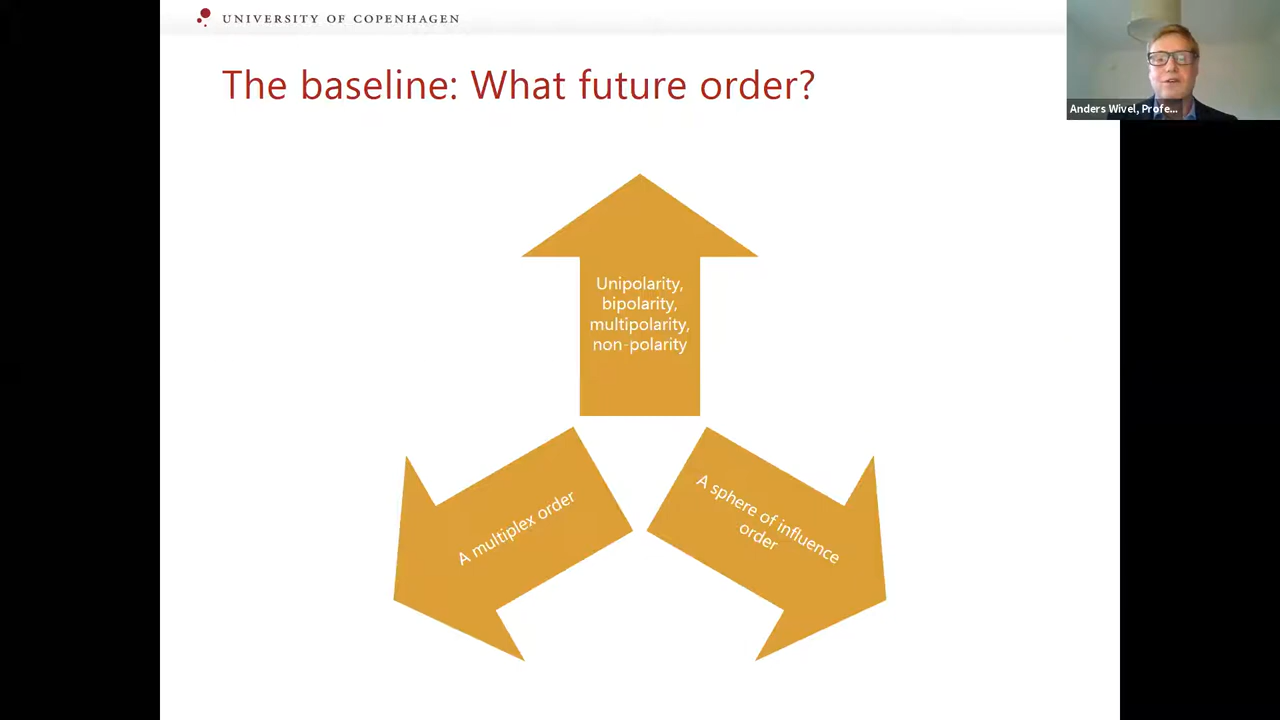 UNIVERSITY OF COPENHAGEN
Anders Wivel, Profe...
The baseline: What future order?
Unipolarity,
bipolarity,
multipolarity,
non-polarity
A multiplex order
A sphere of influence
order